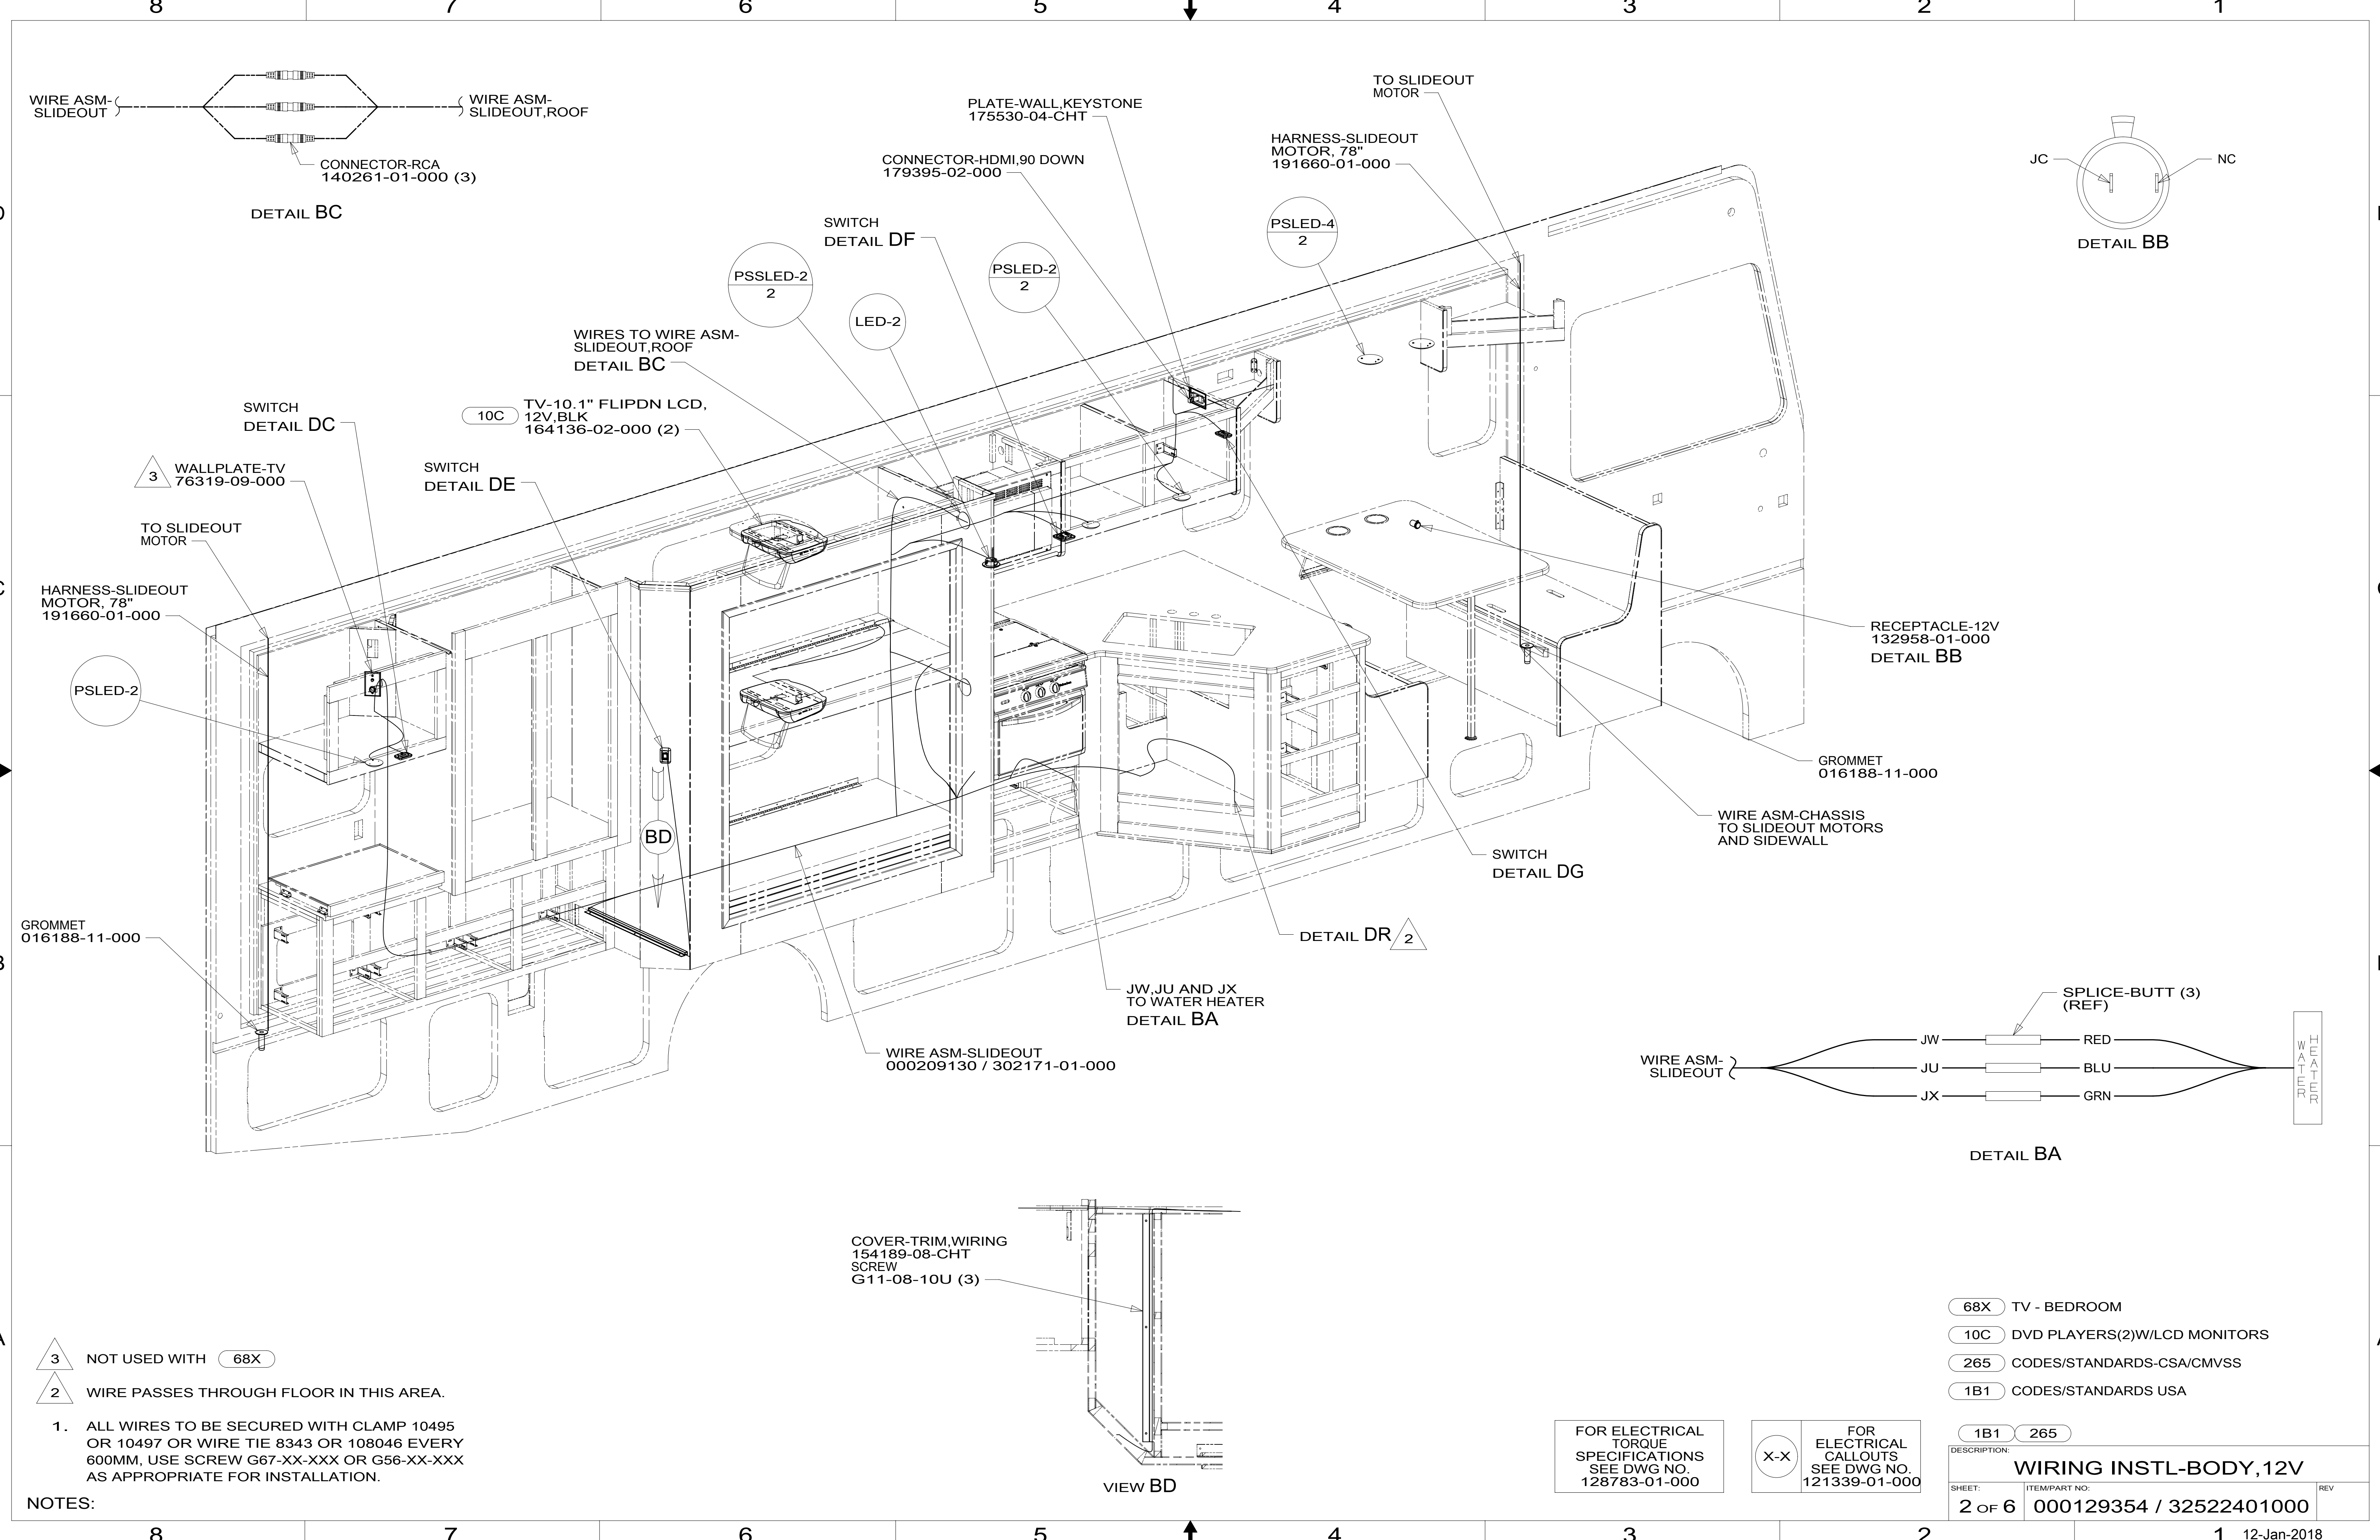 8 7 6 5 4 3 2 1
WIRE ASM-
SLIDEOUT
WIRE ASM-
SLIDEOUT,ROOF
CONNECTOR-RCA
140261-01-000 (3)
DETAIL BC
PLATE-WALL,KEYSTONE
175530-04-CHT
CONNECTOR-HDMI,90 DOWN
179395-02-000
TO SLIDEOUT
MOTOR
HARNESS-SLIDEOUT
MOTOR, 78"
191660-01-000
JC
NC
DETAIL BB
SWITCH
DETAIL DF
PSSLED-2
2
PSLED-2
2
PSLED-4
2
LED-2
WIRES TO WIRE ASM-
SLIDEOUT,ROOF
DETAIL BC
10C
TV-10.1" FLIPDN LCD,
12V,BLK
164136-02-000 (2)
SWITCH
DETAIL DC
SWITCH
DETAIL DE
3
WALLPLATE-TV
76319-09-000
TO SLIDEOUT
MOTOR
HARNESS-SLIDEOUT
MOTOR, 78"
191660-01-000
PSLED-2
BD
RECEPTACLE-12V
132958-01-000
DETAIL BB
GROMMET
016188-11-000
WIRE ASM-CHASSIS
TO SLIDEOUT MOTORS
AND SIDEWALL
SWITCH
DETAIL DG
GROMMET
016188-11-000
DETAIL DR
2
JW,JU AND JX
TO WATER HEATER
DETAIL BA
WIRE ASM-SLIDEOUT
000209130 / 302171-01-000
SPLICE-BUTT (3)
(REF)
WIRE ASM-
SLIDEOUT
JW RED
JU BLU
JX GRN
WATER
HEATER
DETAIL BA
COVER-TRIM,WIRING
154189-08-CHT
SCREW
G11-08-10U (3)
VIEW BD
3 NOT USED WITH 68X
2 WIRE PASSES THROUGH FLOOR IN THIS AREA.
1. ALL WIRES TO BE SECURED WITH CLAMP 10495
OR 10497 OR WIRE TIE 8343 OR 108046 EVERY
600MM, USE SCREW G67-XX-XXX OR G56-XX-XXX
AS APPROPRIATE FOR INSTALLATION.
NOTES:
68X TV - BEDROOM
10C DVD PLAYERS(2)W/LCD MONITORS
265 CODES/STANDARDS-CSA/CMVSS
1B1 CODES/STANDARDS USA
FOR ELECTRICAL
TORQUE
SPECIFICATIONS
SEE DWG NO.
128783-01-000
X-X
FOR
ELECTRICAL
CALLOUTS
SEE DWG NO.
121339-01-000
1B1 265
DESCRIPTION:
WIRING INSTL-BODY,12V
SHEET:
2 OF 6
ITEM/PART NO:
000129354 / 32522401000
REV
8 7 6 5 4 3 2 1
12-Jan-2018